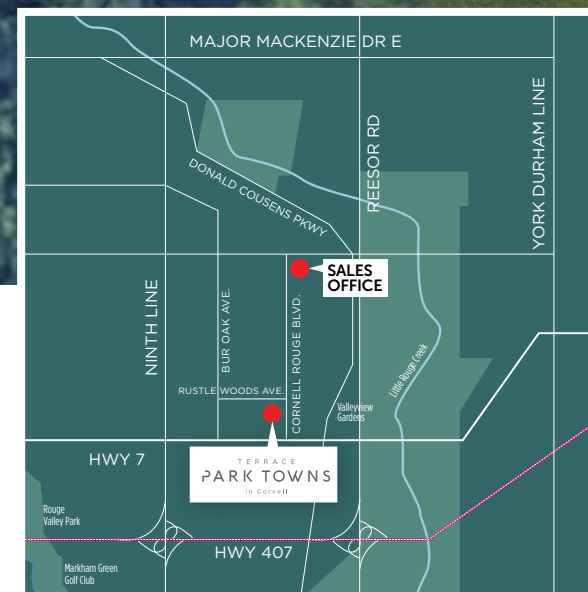 MAJOR MACKENZIE DR E
DONALD COUSENS PKWY
REESOR RD
YORK DURHAM LINE
SALES
OFFICE
NINTH LINE
BUR OAK AVE.
CORNELL ROUGE BLVD.
RUSTLE WOODS AVE.
Little Rouge Creek
Valleyview
Gardens
HWY 7
TERRACE
PARK TOWNS
in Cornell
Rouge
Valley Park
HWY 407
Markham Green
Golf Club